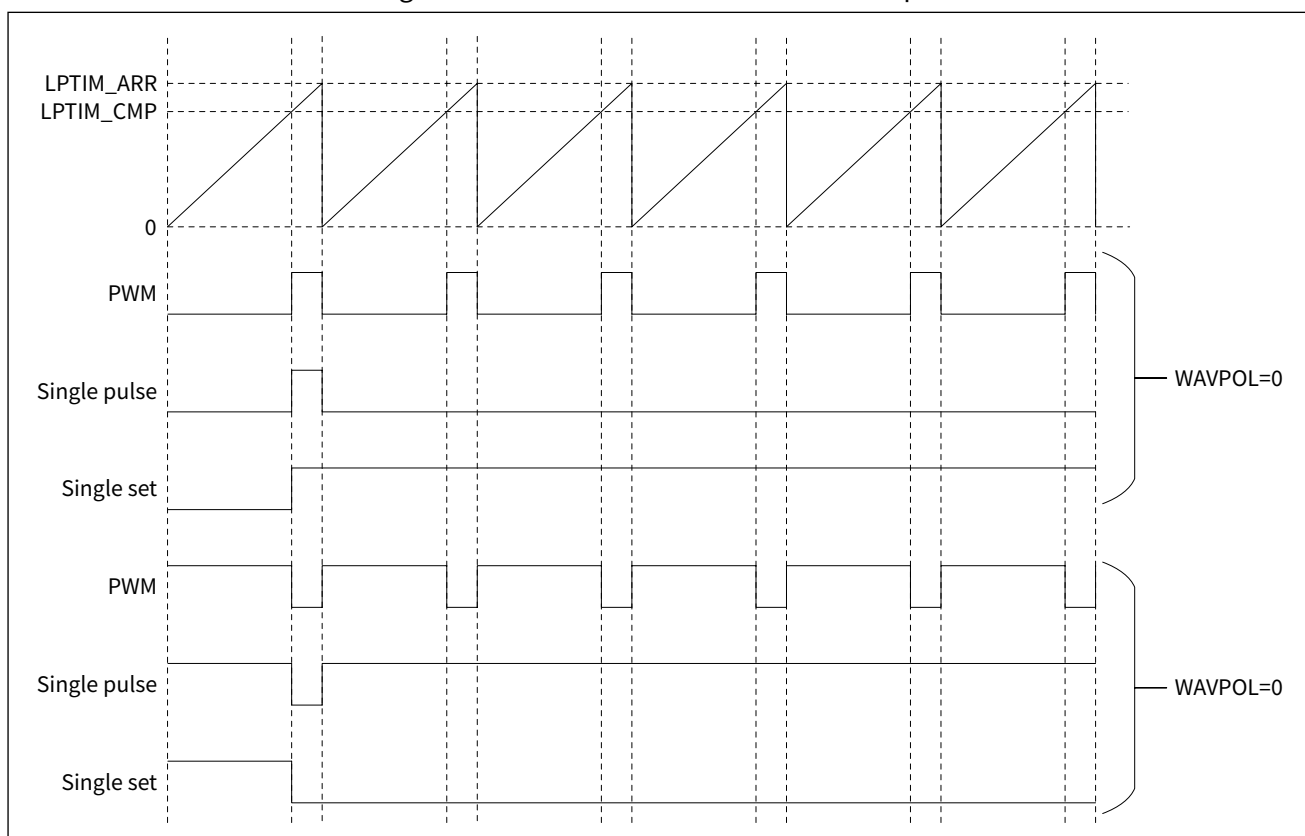 LPTIM_ARR
LPTIM_CMP
0
PWM
Single pulse
WAVPOL=0
Single set
PWM
Single pulse
WAVPOL=0
Single set